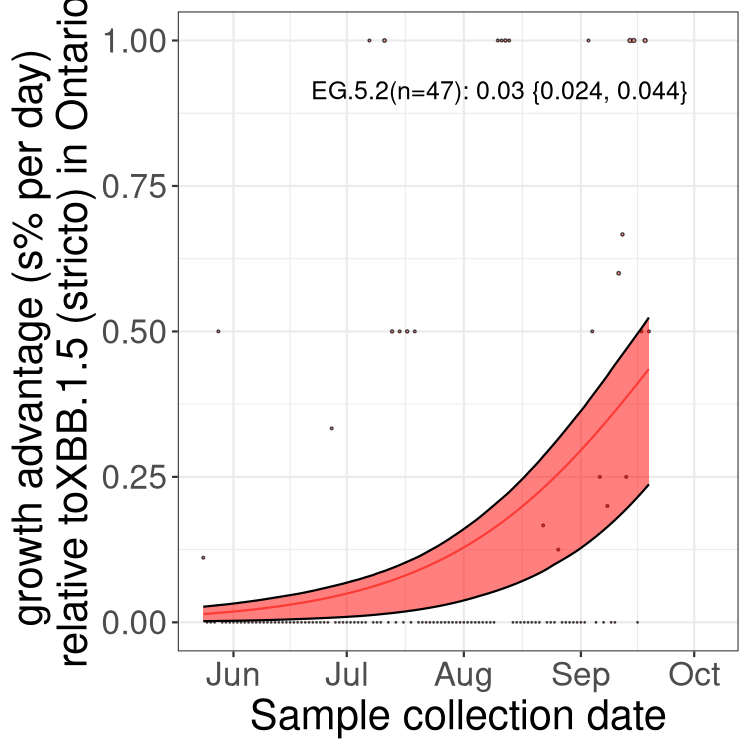 growth advantage (s% per day)
relative toXBB.1.5 (stricto) in Ontario
1.00
0.75
0.50
0.25
0.00
EG.5.2(n=47): 0.03 {0.024, 0.044}
Jun Jul Aug Sep Oct
Sample collection date